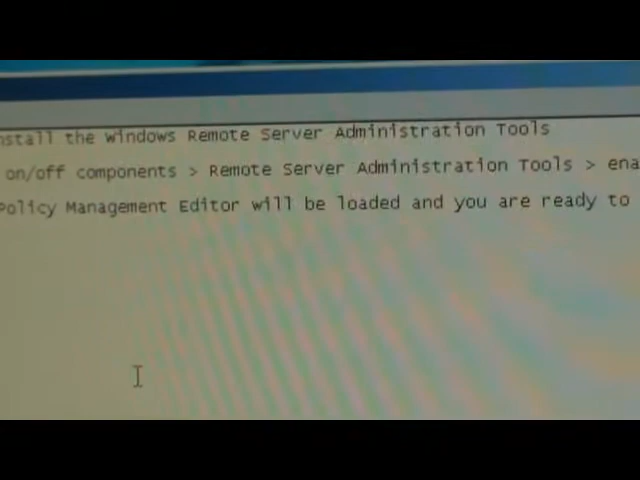 nstall the Windows Remote Server Administration Tools
on/off components > Remote Server Administration Tools > ena
Policy Management Editor will be loaded and you are ready to